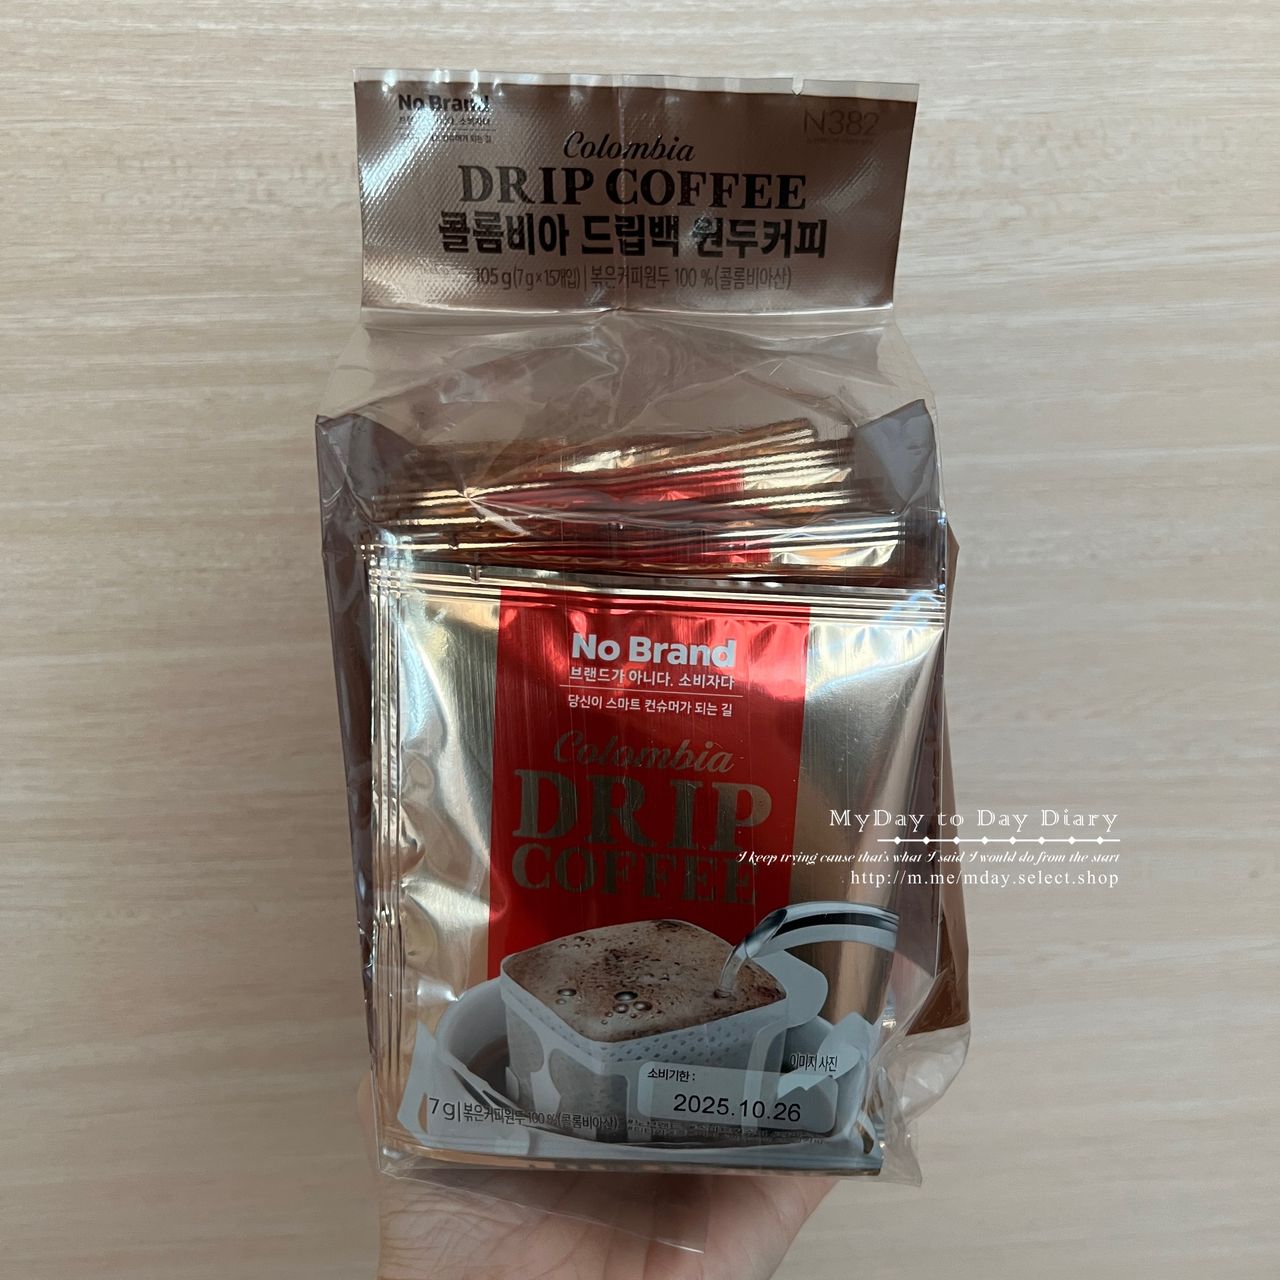 No Brand
N382
Colombia
DRIP COFFEE
콜롬비아 드립백 원두커피
105 g(7 g x 15개입) | 볶은커피원두 100 %(콜롬비아산)
No Brand
브랜드가 아니다. 소비자다
당신이 스마트 컨슈머가 되는 길
Colombia
DRIP
COFFEE
MyDay to Day Diary
I keep trying cause that's what I said I would do from the start
http://m.me/mday.select.shop
이미지 사진
소비기한 :
2025.10.26
7 g | 볶은커피원두 100 %(콜롬비아산)